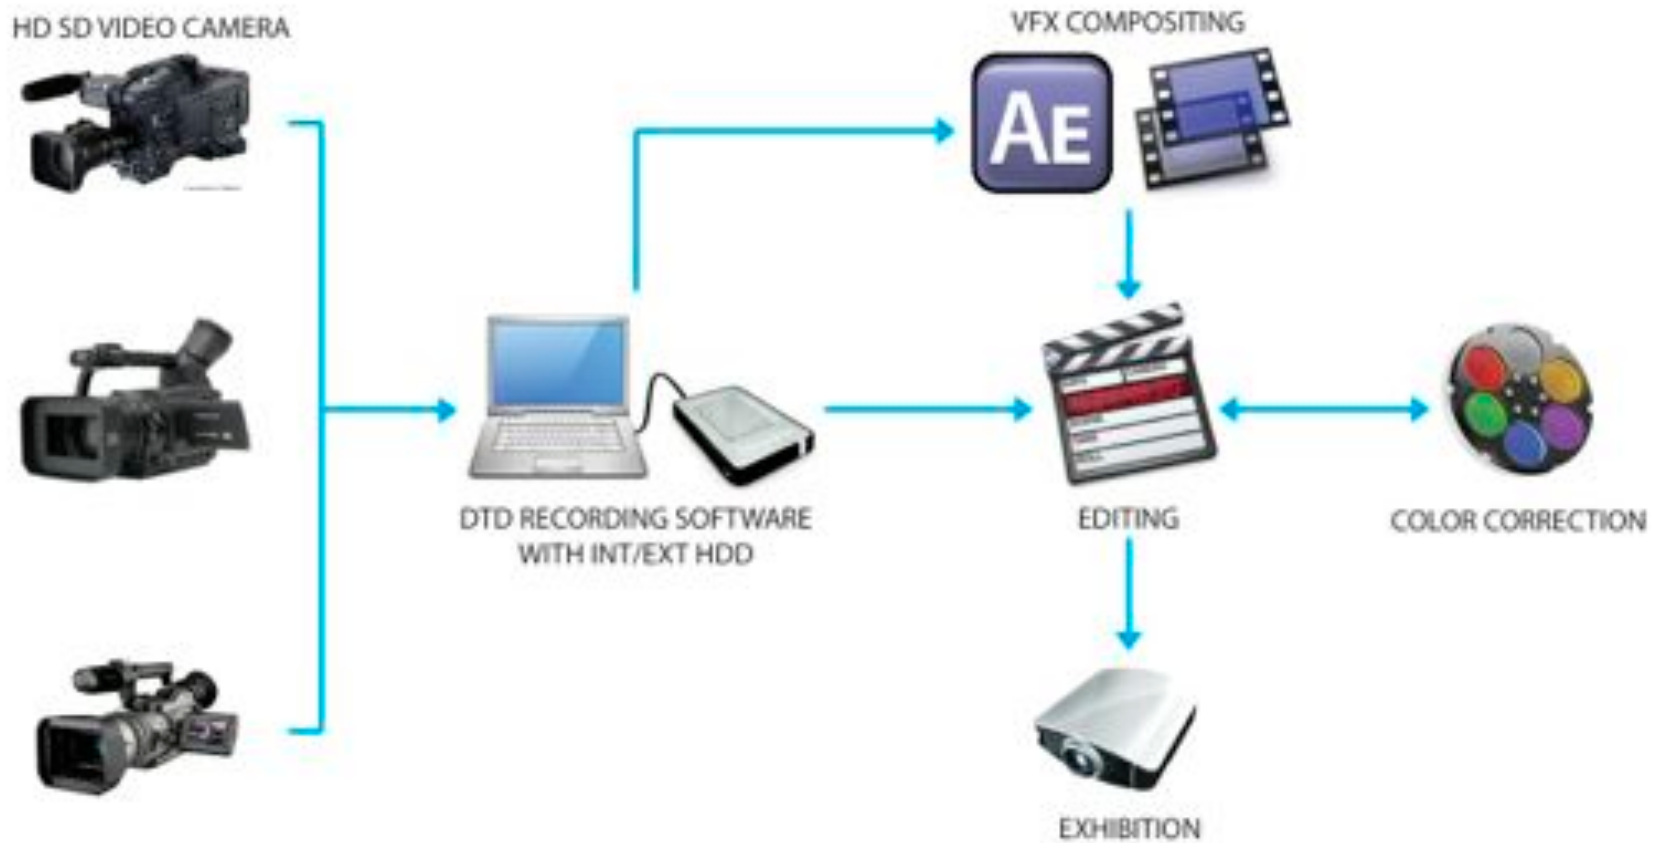 HD SD VIDEO CAMERA
VFX COMPOSITING
AE
DTD RECORDING SOFTWARE
WITH INT/EXT HDD
EDITING
COLOR CORRECTION
EXHIBITION